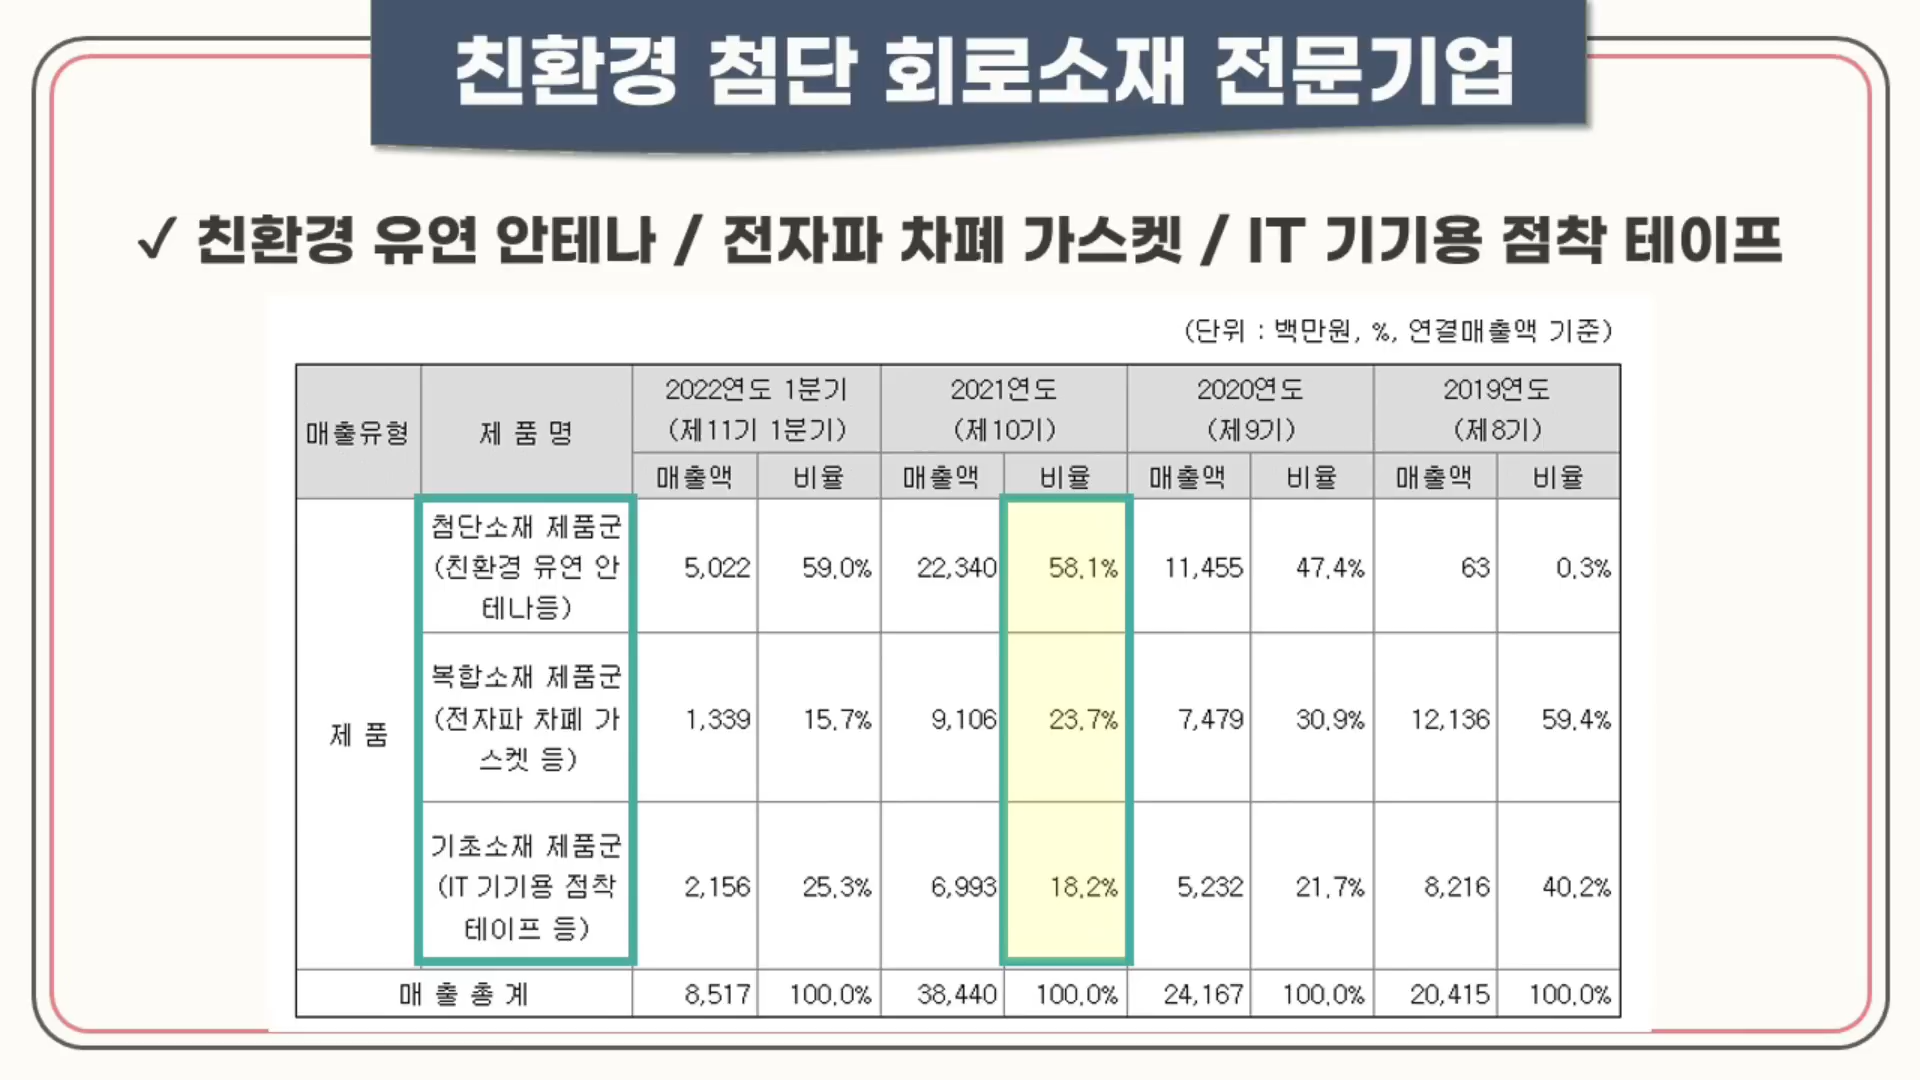 친환경 첨단 회로소재 전문기업
✓ 친환경 유연 안테나 / 전자파 차폐 가스켓 / IT 기기용 점착 테이프
(단위 : 백만원, %, 연결매출액 기준)
매출유형 제 품 명 2022연도 1분기 (제11기 1분기) 2021연도 (제10기) 2020연도 (제9기) 2019연도 (제8기)
매출액 비율 매출액 비율 매출액 비율 매출액 비율
제 품
첨단소재 제품군
(친환경 유연 안
테나등)
5,022 59.0% 22,340 58.1% 11,455 47.4% 63 0.3%
복합소재 제품군
(전자파 차폐 가
스켓 등)
1,339 15.7% 9,106 23.7% 7,479 30.9% 12,136 59.4%
기초소재 제품군
(IT 기기용 점착
테이프 등)
2,156 25.3% 6,993 18.2% 5,232 21.7% 8,216 40.2%
매 출 총 계 8,517 100.0% 38,440 100.0% 24,167 100.0% 20,415 100.0%